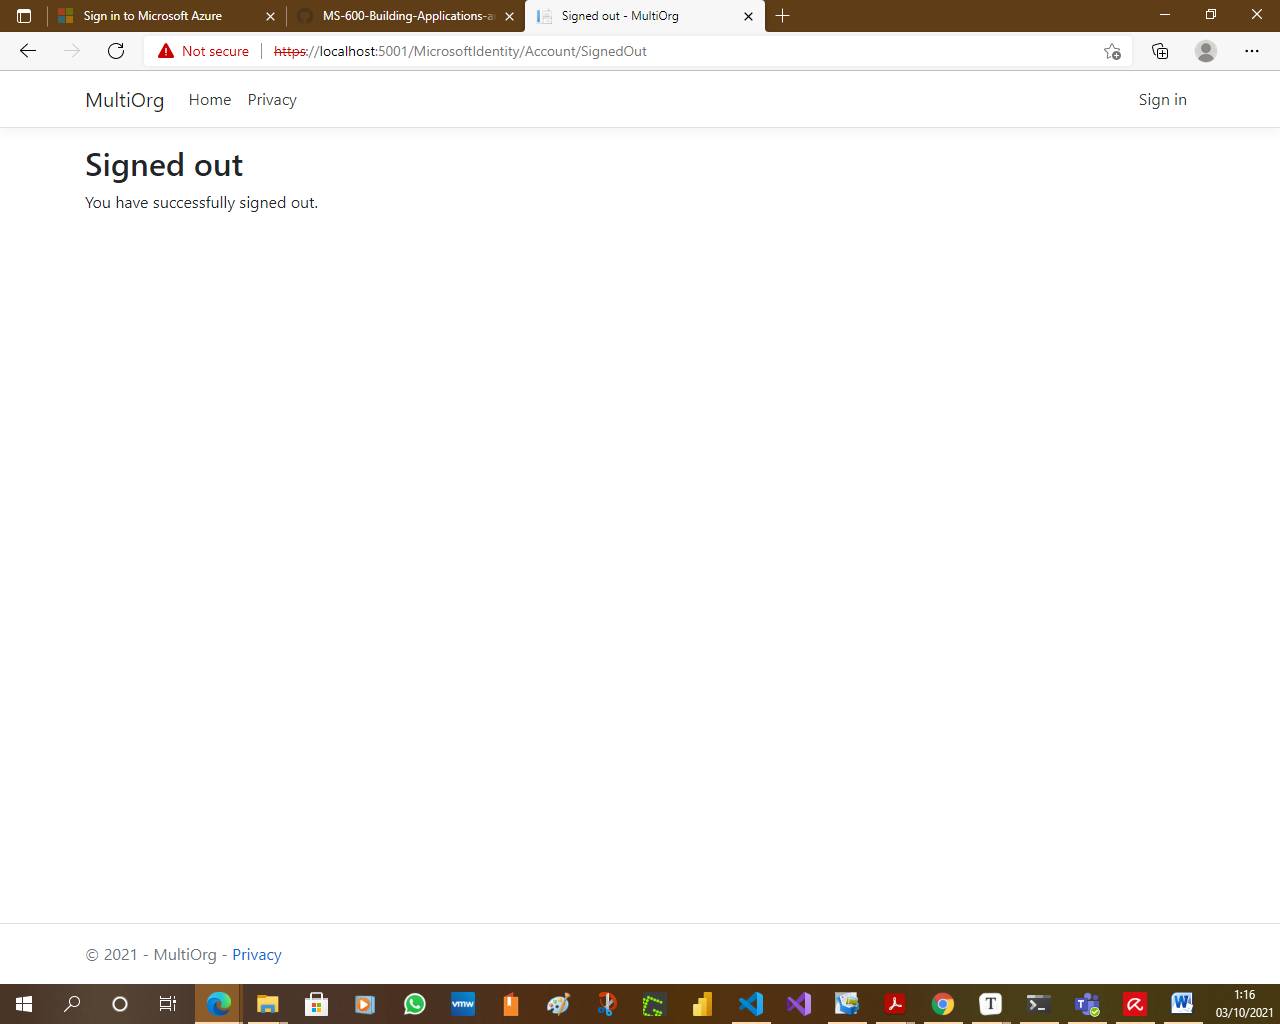 Sign in to Microsoft Azure
MS-600-Building-Applications-a
Signed out - MultiOrg
Not secure
https://localhost:5001/MicrosoftIdentity/Account/SignedOut
MultiOrg
Home
Privacy
Sign in
Signed out
You have successfully signed out.
© 2021 - MultiOrg - Privacy
vmw
T
W
1:16
03/10/2021